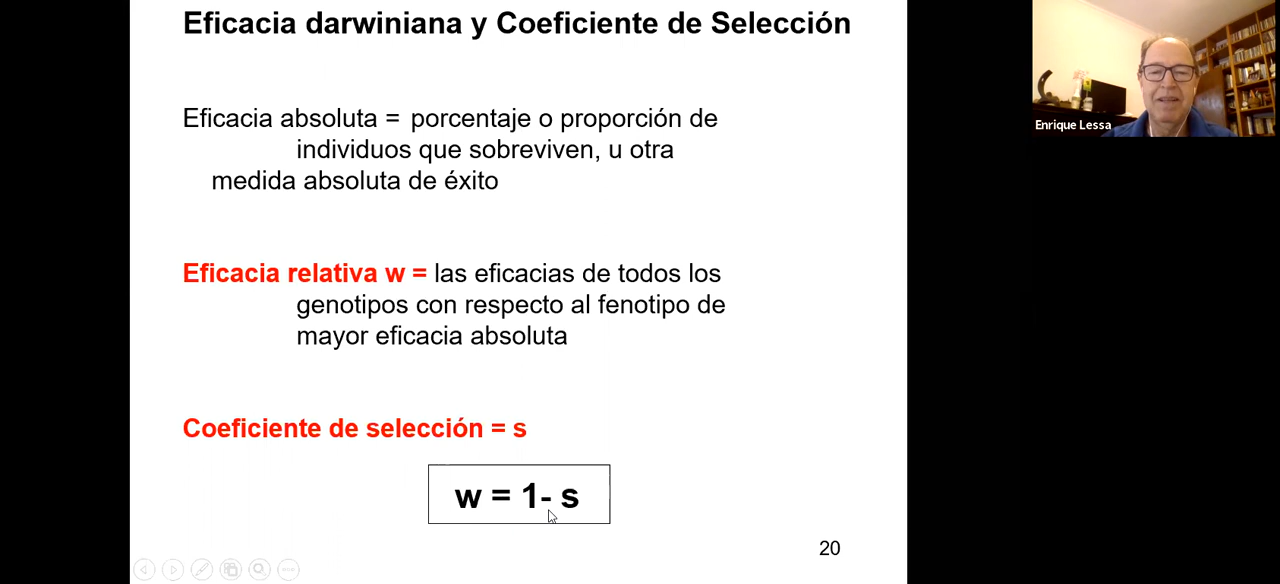 Eficacia darwiniana y Coeficiente de Selección
Eficacia absoluta = porcentaje o proporción de
individuos que sobreviven, u otra
medida absoluta de éxito
Eficacia relativa w = las eficacias de todos los
genotipos con respecto al fenotipo de
mayor eficacia absoluta
Coeficiente de selección = s
w = 1- s
20
Enrique Lessa